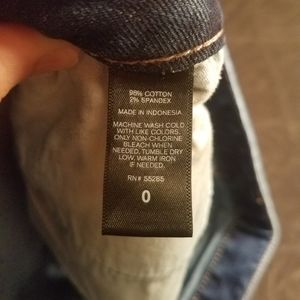 98% COTTON
2% SPANDEX
MADE IN INDONESIA
MACHINE WASH COLD
WITH LIKE COLORS.
ONLY NON-CHLORINE
BLEACH WHEN
NEEDED. TUMBLE DRY
LOW. WARM IRON
IF NEEDED.
RN# 55285
0